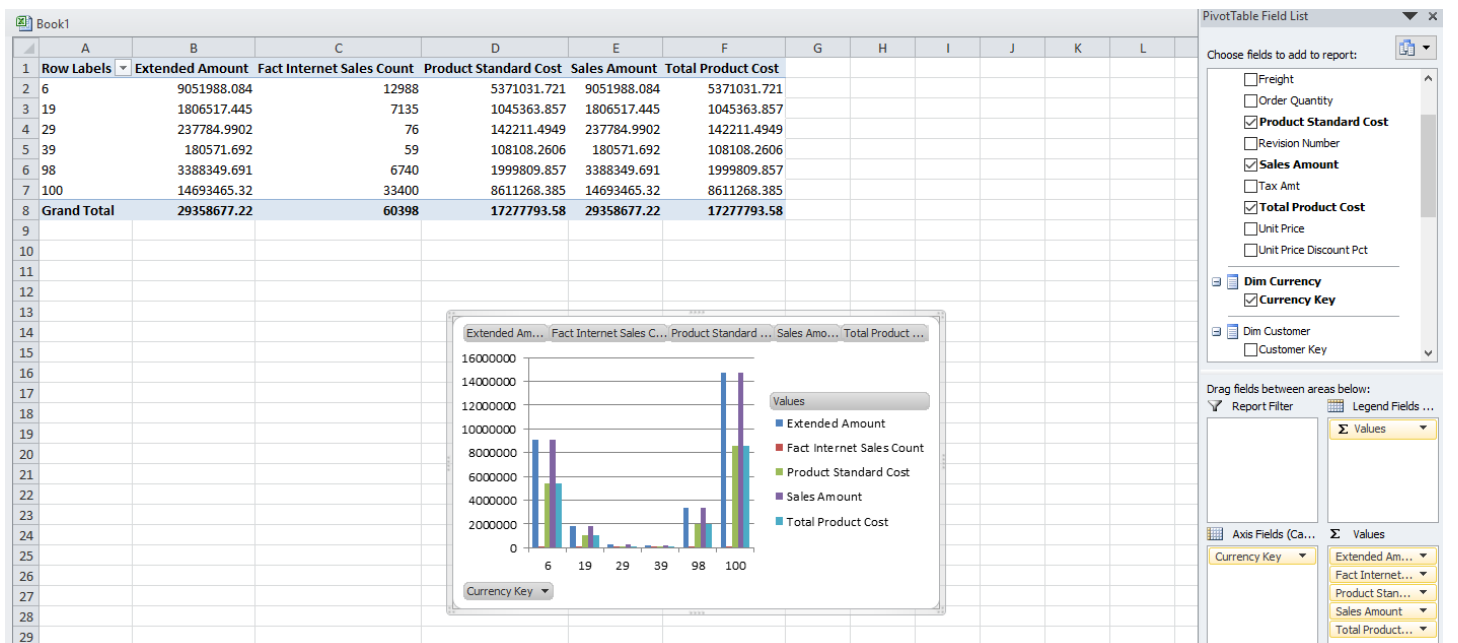 Book1
A B C D E F G H I J K L
1 Row Labels Extended Amount Fact Internet Sales Count Product Standard Cost Sales Amount Total Product Cost
2 6 9051988.084 12988 5371031.721 9051988.084 5371031.721
3 19 1806517.445 7135 1045363.857 1806517.445 1045363.857
4 29 237784.9902 76 142211.4949 237784.9902 142211.4949
5 39 180571.692 59 108108.2606 180571.692 108108.2606
6 98 3388349.691 6740 1999809.857 3388349.691 1999809.857
7 100 14693465.32 33400 8611268.385 14693465.32 8611268.385
8 Grand Total 29358677.22 60398 17277793.58 29358677.22 17277793.58
9
10
11
12
13
14
15
16
17
18
19
20
21
22
23
24
25
26
27
28
29
Extended Am... Fact Internet Sales C... Product Standard ... Sales Amo... Total Product ...
16000000
14000000
12000000
10000000
8000000
6000000
4000000
2000000
0
6 19 29 39 98 100
Values
Extended Amount
Fact Internet Sales Count
Product Standard Cost
Sales Amount
Total Product Cost
Currency Key
PivotTable Field List
Choose fields to add to report:
Freight
Order Quantity
Product Standard Cost
Revision Number
Sales Amount
Tax Amt
Total Product Cost
Unit Price
Unit Price Discount Pct
Dim Currency
Currency Key
Dim Customer
Customer Key
Drag fields between areas below:
Report Filter Legend Fields ...
Σ Values
Axis Fields (Ca... Σ Values
Currency Key Extended Am...
Fact Internet...
Product Stan...
Sales Amount
Total Product...